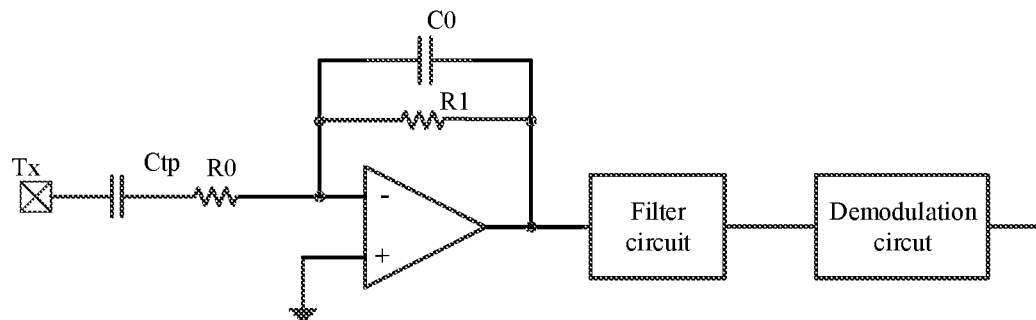 C0
R1
Tx
Ctp
R0
-
+
Filter
circuit
Demodulation
circut